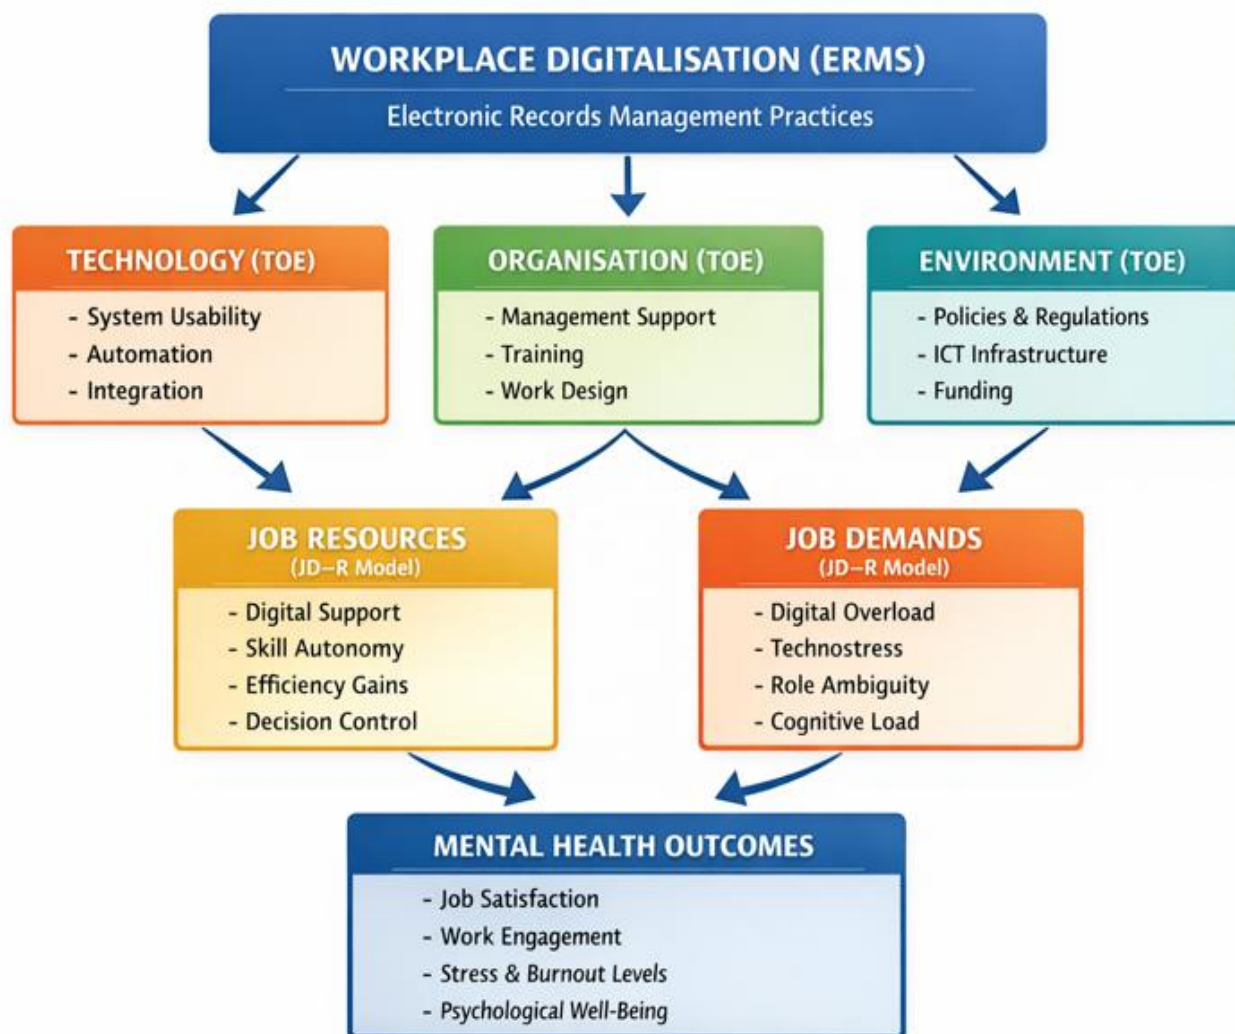 WORKPLACE DIGITALISATION (ERMS)
Electronic Records Management Practices
TECHNOLOGY (TOE)
- System Usability
- Automation
- Integration
ORGANISATION (TOE)
- Management Support
- Training
- Work Design
ENVIRONMENT (TOE)
- Policies & Regulations
- ICT Infrastructure
- Funding
JOB RESOURCES
(JD–R Model)
- Digital Support
- Skill Autonomy
- Efficiency Gains
- Decision Control
JOB DEMANDS
(JD–R Model)
- Digital Overload
- Technostress
- Role Ambiguity
- Cognitive Load
MENTAL HEALTH OUTCOMES
- Job Satisfaction
- Work Engagement
- Stress & Burnout Levels
- Psychological Well-Being